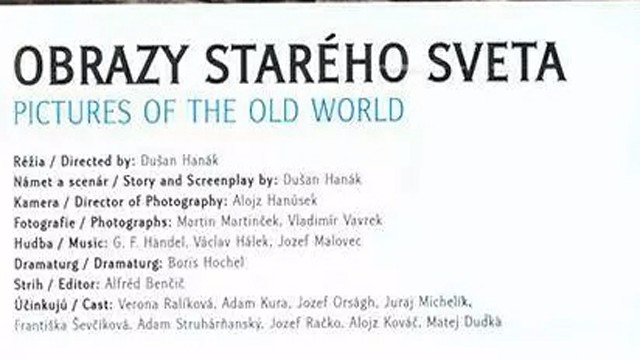 OBRAZY STARÉHO SVETA
PICTURES OF THE OLD WORLD
Réžia / Directed by: Dušan Hanák
Námet a scenár / Story and Screenplay by: Dušan Hanák
Kamera / Director of Photography: Alojz Hanúsek
Fotografie / Photographs: Martin Martinček, Vladimír Vavrek
Hudba / Music: G. F. Händel, Václav Hálek, Jozef Malovec
Dramaturg / Dramaturg: Boris Hochel
Strih / Editor: Alfréd Benčič
Účinkujú / Cast: Verona Ralíková, Adam Kura, Jozef Orságh, Juraj Michelík,
Františka Ševčíková, Adam Struhárňanský, Jozef Račko, Alojz Kováč, Matej Dudka